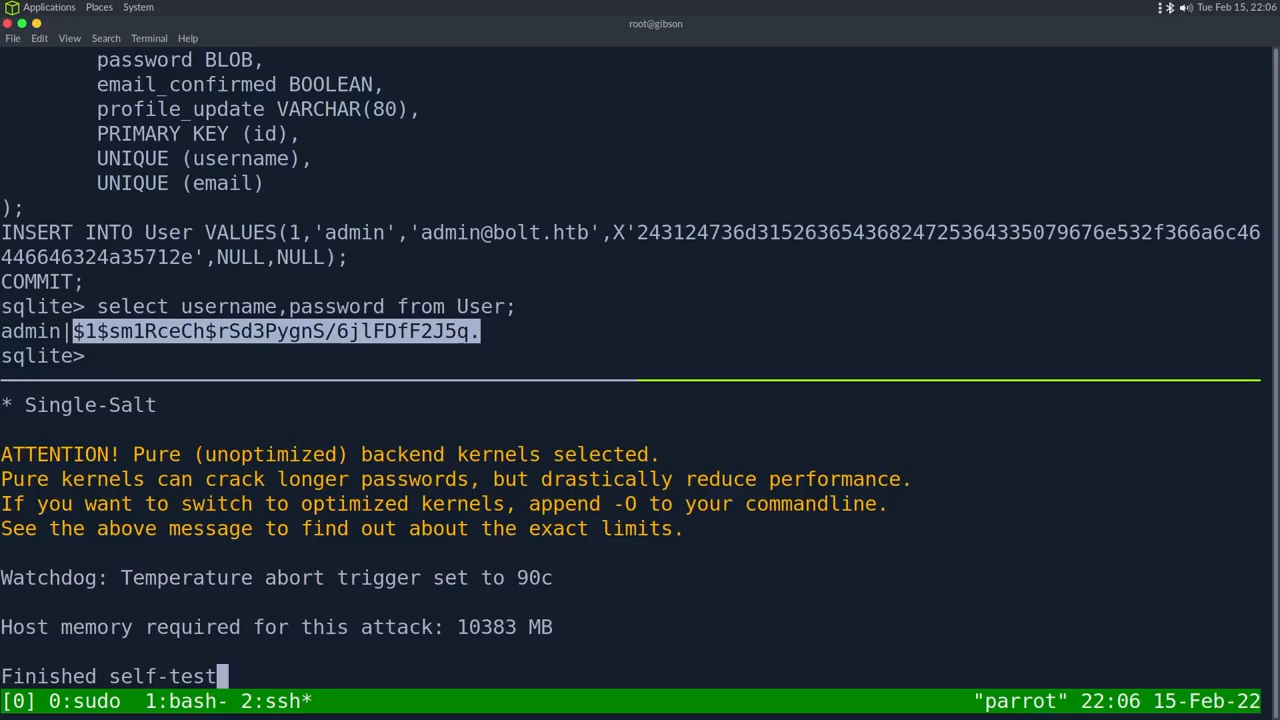 Applications Places System Tue Feb 15, 22:06
root@gibson
File Edit View Search Terminal Help
password BLOB,
email_confirmed BOOLEAN,
profile_update VARCHAR(80),
PRIMARY KEY (id),
UNIQUE (username),
UNIQUE (email)
);
INSERT INTO User VALUES(1,'admin','admin@bolt.htb',X'243124736d3152636543682472536433507967​6e532f366a6c46
446646324a35712e',NULL,NULL);
COMMIT;
sqlite> select username,password from User;
admin|$1$sm1RceCh$rSd3PygnS/6jlFDfF2J5q.
sqlite>
* Single-Salt
ATTENTION! Pure (unoptimized) backend kernels selected.
Pure kernels can crack longer passwords, but drastically reduce performance.
If you want to switch to optimized kernels, append -O to your commandline.
See the above message to find out about the exact limits.
Watchdog: Temperature abort trigger set to 90c
Host memory required for this attack: 10383 MB
Finished self-test
[0] 0:sudo 1:bash- 2:ssh* "parrot" 22:06 15-Feb-22